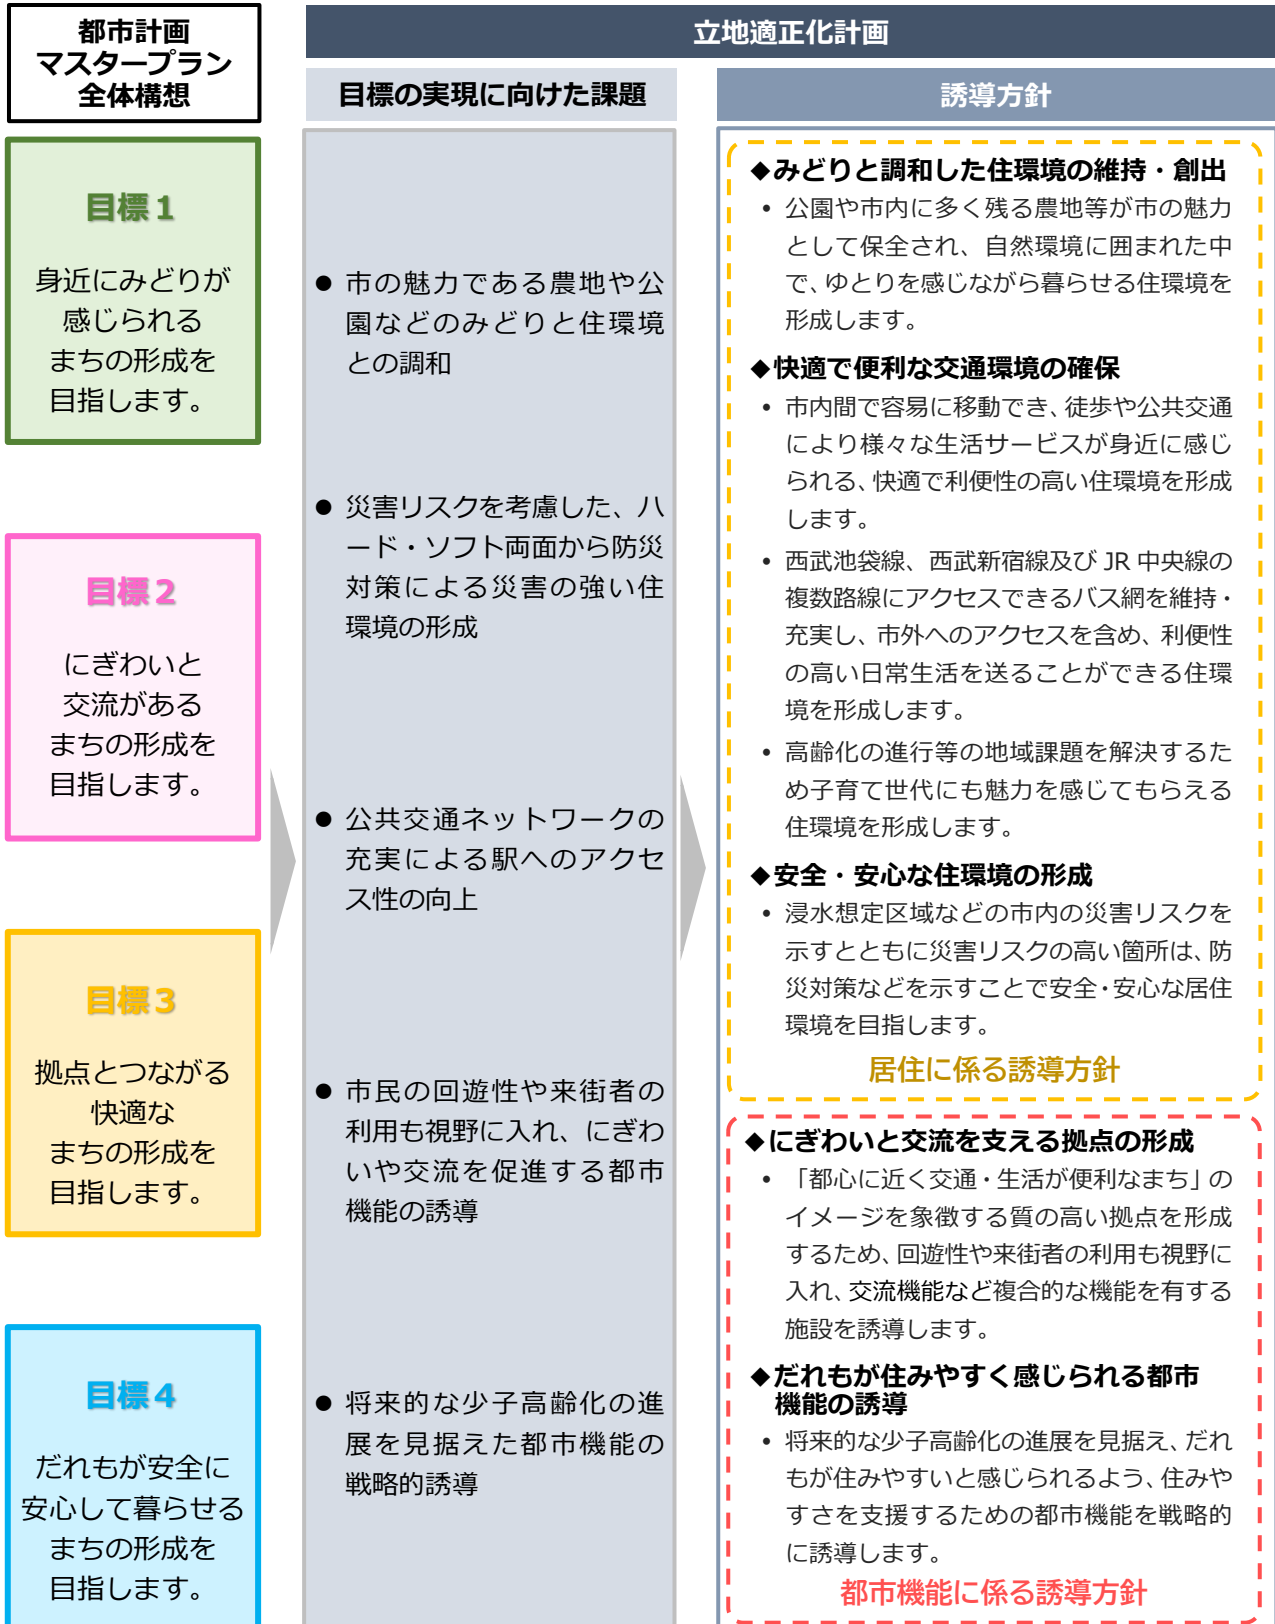 都市計画
マスタープラン
全体構想
目標１
身近にみどりが
感じられる
まちの形成を
目指します。
目標２
にぎわいと
交流がある
まちの形成を
目指します。
目標３
拠点とつながる
快適な
まちの形成を
目指します。
目標４
だれもが安全に
安心して暮らせる
まちの形成を
目指します。
立地適正化計画
目標の実現に向けた課題
● 市の魅力である農地や公
園などのみどりと住環境
との調和
● 災害リスクを考慮した、ハ
ード・ソフト両面から防災
対策による災害の強い住
環境の形成
● 公共交通ネットワークの
充実による駅へのアクセ
ス性の向上
● 市民の回遊性や来街者の
利用も視野に入れ、にぎわ
いや交流を促進する都市
機能の誘導
● 将来的な少子高齢化の進
展を見据えた都市機能の
戦略的誘導
誘導方針
◆みどりと調和した住環境の維持・創出
• 公園や市内に多く残る農地等が市の魅力
として保全され、自然環境に囲まれた中
で、ゆとりを感じながら暮らせる住環境を
形成します。
◆快適で便利な交通環境の確保
• 市内間で容易に移動でき、徒歩や公共交通
により様々な生活サービスが身近に感じ
られる、快適で利便性の高い住環境を形成
します。
• 西武池袋線、西武新宿線及び JR 中央線の
複数路線にアクセスできるバス網を維持・
充実し、市外へのアクセスを含め、利便性
の高い日常生活を送ることができる住環
境を形成します。
• 高齢化の進行等の地域課題を解決するた
め子育て世代にも魅力を感じてもらえる
住環境を形成します。
◆安全・安心な住環境の形成
• 浸水想定区域などの市内の災害リスクを
示すとともに災害リスクの高い箇所は、防
災対策などを示すことで安全・安心な居住
環境を目指します。
居住に係る誘導方針
◆にぎわいと交流を支える拠点の形成
• 「都心に近く交通・生活が便利なまち」の
イメージを象徴する質の高い拠点を形成
するため、回遊性や来街者の利用も視野に
入れ、交流機能など複合的な機能を有する
施設を誘導します。
◆だれもが住みやすく感じられる都市
機能の誘導
• 将来的な少子高齢化の進展を見据え、だれ
もが住みやすいと感じられるよう、住みや
すさを支援するための都市機能を戦略的
に誘導します。
都市機能に係る誘導方針